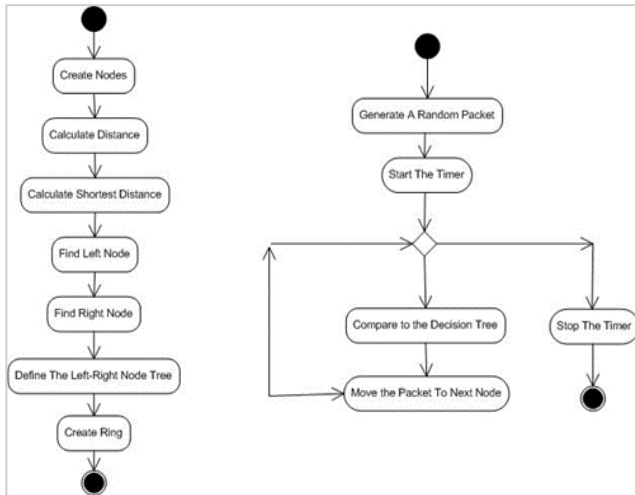 Create Nodes
Calculate Distance
Calculate Shortest Distance
Find Left Node
Find Right Node
Define The Left-Right Node Tree
Create Ring
Generate A Random Packet
Start The Timer
Compare to the Decision Tree
Move the Packet To Next Node
Stop The Timer